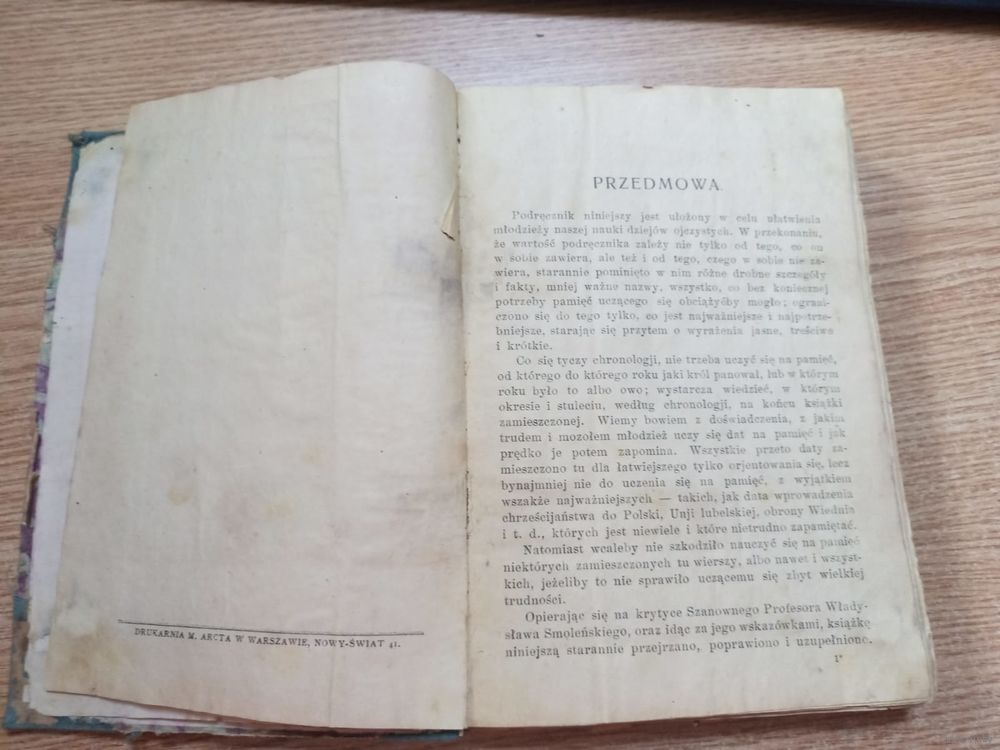 DRUKARNIA M. ARCTA W WARSZAWIE, NOWY-ŚWIAT 41.
PRZEDMOWA.
Podręcznik niniejszy jest ułożony w celu ułatwienia
młodzieży naszej nauki dziejów ojczystych. W przekonaniu,
że wartość podręcznika zależy nie tylko od tego, co on
w sobie zawiera, ale też i od tego, czego w sobie nie za-
wiera, starannie pominięto w nim różne drobne szczegóły
i fakty, mniej ważne nazwy, wszystko, co bez koniecznej
potrzeby pamięć uczącego się obciążyćby mogło; ograni-
czono się do tego tylko, co jest najważniejsze i najpotrze-
bniejsze, starając się przytem o wyrażenia jasne, treściwe
i krótkie.
Co się tyczy chronologji, nie trzeba uczyć się na pamięć,
od którego do którego roku jaki król panował, lub w którym
roku było to albo owo; wystarcza wiedzieć, w którym
okresie i stuleciu, według chronologji, na końcu książki
zamieszczonej. Wiemy bowiem z doświadczenia, z jakim
trudem i mozołem młodzież uczy się dat na pamięć i jak
prędko je potem zapomina. Wszystkie przeto daty za-
mieszczono tu dla łatwiejszego tylko orjentowania się, lecz
bynajmniej nie do uczenia się na pamięć, z wyjątkiem
wszakże najważniejszych — takich, jak data wprowadzenia
chrześcijaństwa do Polski, Unji lubelskiej, obrony Wiednia
i t. d., których jest niewiele i które nietrudno zapamiętać.
Natomiast wcaleby nie szkodziło nauczyć się na pamięć
niektórych zamieszczonych tu wierszy, albo nawet i wszyst-
kich, jeżeliby to nie sprawiło uczącemu się zbyt wielkiej
trudności.
Opierając się na krytyce Szanownego Profesora Włady-
sława Smoleńskiego, oraz idąc za jego wskazówkami, książkę
niniejszą starannie przejrzano, poprawiono i uzupełniono.
1*